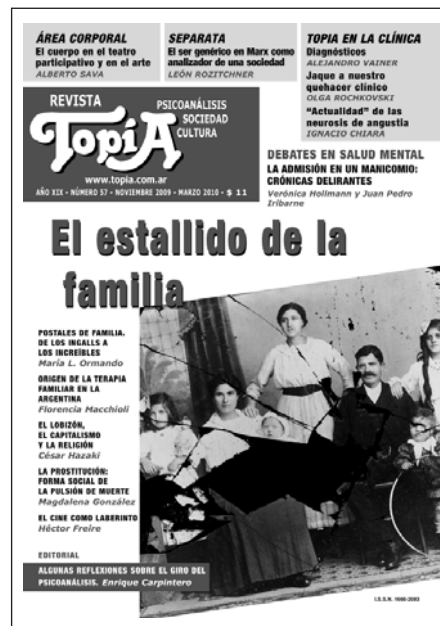 ÁREA CORPORAL
El cuerpo en el teatro
participativo y en el arte
ALBERTO SAVA
SEPARATA
El ser genérico en Marx como
analizador de una sociedad
LEÓN ROZITCHNER
TOPIA EN LA CLÍNICA
Diagnósticos
ALEJANDRO VAINER
Jaque a nuestro
quehacer clínico
OLGA ROCHKOVSKI
"Actualidad" de las
neurosis de angustia
IGNACIO CHIARA
REVISTA
TopíA
PSICOANÁLISIS
SOCIEDAD
CULTURA
www.topia.com.ar
AÑO XIX - NÚMERO 57 - NOVIEMBRE 2009 - MARZO 2010 - $ 11
DEBATES EN SALUD MENTAL
LA ADMISIÓN EN UN MANICOMIO:
CRÓNICAS DELIRANTES
Verónica Hollmann y Juan Pedro
Iribarne
El estallido de la
familia
POSTALES DE FAMILIA.
DE LOS INGALLS A
LOS INCREÍBLES
María L. Ormando
ORIGEN DE LA TERAPIA
FAMILIAR EN LA
ARGENTINA
Florencia Macchioli
EL LOBIZÓN,
EL CAPITALISMO
Y LA RELIGIÓN
César Hazaki
LA PROSTITUCIÓN:
FORMA SOCIAL DE
LA PULSIÓN DE MUERTE
Magdalena González
EL CINE COMO LABERINTO
Héctor Freire
EDITORIAL
ALGUNAS REFLEXIONES SOBRE EL GIRO DEL
PSICOANÁLISIS. Enrique Carpintero
I.S.S.N. 1666-2083